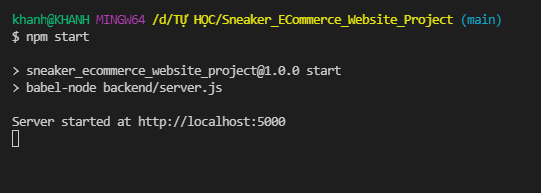 khanh@KHANH MINGW64 /d/TỰ HỌC/Sneaker_ECommerce_Website_Project (main)
$ npm start
> sneaker_ecommerce_website_project@1.0.0 start
> babel-node backend/server.js
Server started at http://localhost:5000